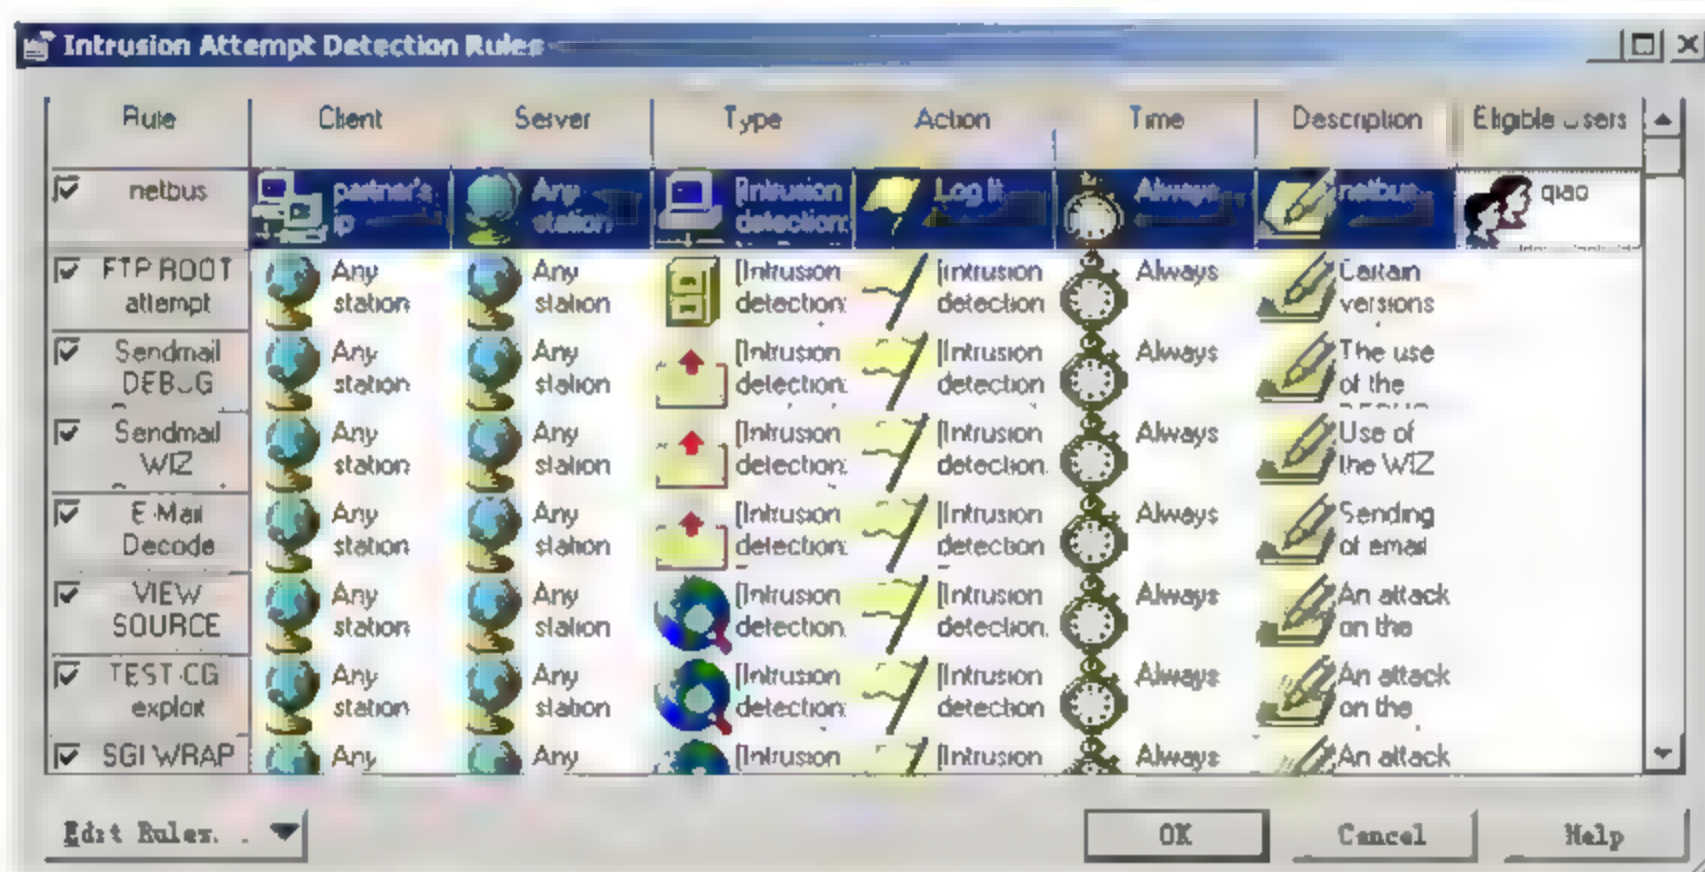 Intrusion Attempt Detection Rules
Rule Client Server Type Action Time Description Eligible Users
netbus partner's ip Any station [Intrusion detection: Log It Always netbus qiao
FTP ROOT attempt Any station Any station [Intrusion detection: [Intrusion detection Always Certain versions
Sendmail DEBUG Any station Any station [Intrusion detection: [Intrusion detection Always The use of the
Sendmail WIZ Any station Any station [Intrusion detection: [Intrusion detection Always Use of the WIZ
E-Mail Decode Any station Any station [Intrusion detection: [Intrusion detection Always Sending of email
VIEW SOURCE Any station Any station [Intrusion detection: [Intrusion detection Always An attack on the
TEST-CG exploit Any station Any station [Intrusion detection: [Intrusion detection Always An attack on the
SGI WRAP Any Any [Intrusion [Intrusion Always An attack
Edit Rules... OK Cancel Help